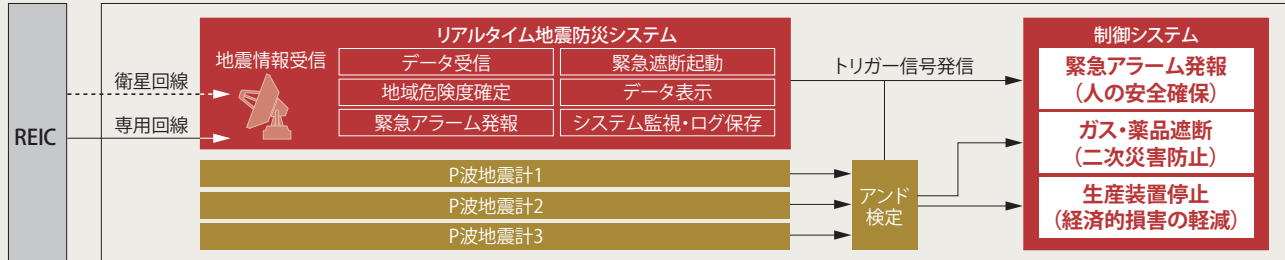 REIC
衛星回線
専用回線
リアルタイム地震防災システム
地震情報受信
データ受信
緊急遮断起動
地域危険度確定
データ表示
緊急アラーム発報
システム監視・ログ保存
P波地震計1
P波地震計2
P波地震計3
トリガー信号発信
アンド
検定
制御システム
緊急アラーム発報
（人の安全確保）
ガス・薬品遮断
（二次災害防止）
生産装置停止
（経済的損害の軽減）